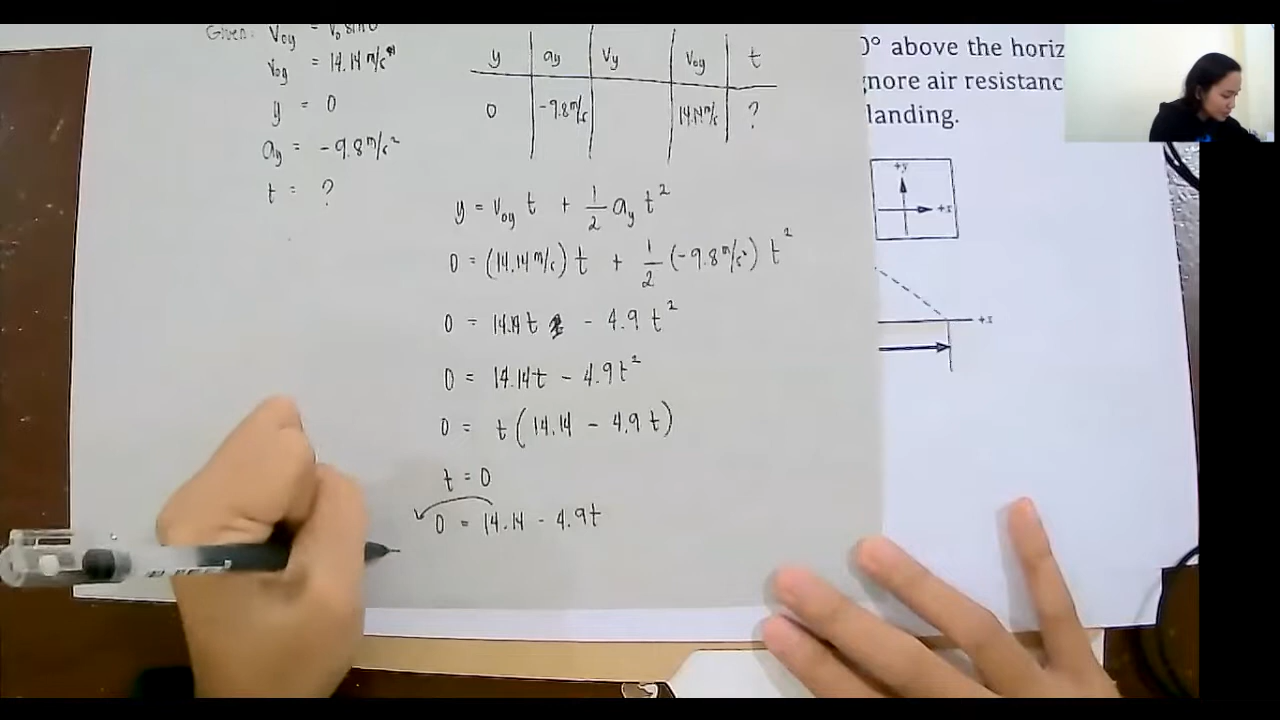 Given: Voy = Vo sinθ
Voy = 14.14 m/s
y = 0
ay = -9.8 m/s²
t = ?
y ay Vy Voy t
0 -9.8 m/s 14.14 m/s ?
y = Voy t + 1/2 ay t²
0 = (14.14 m/s) t + 1/2 (-9.8 m/s²) t²
0 = 14.14 t - 4.9 t²
0 = 14.14t - 4.9t²
0 = t (14.14 - 4.9 t)
t = 0
0 = 14.14 - 4.9t
0° above the horiz
nore air resistanc
landing.
+y
+x
+x